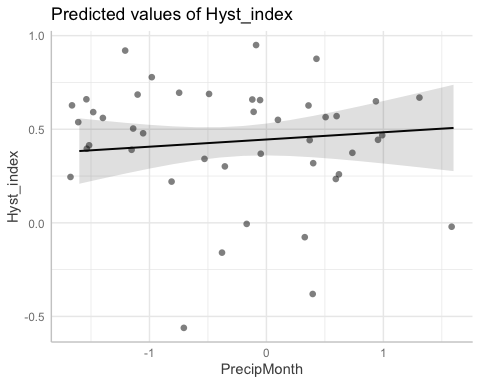 Predicted values of Hyst_index
1.0
0.5
0.0
-0.5
Hyst_index
-1
0
1
PrecipMonth